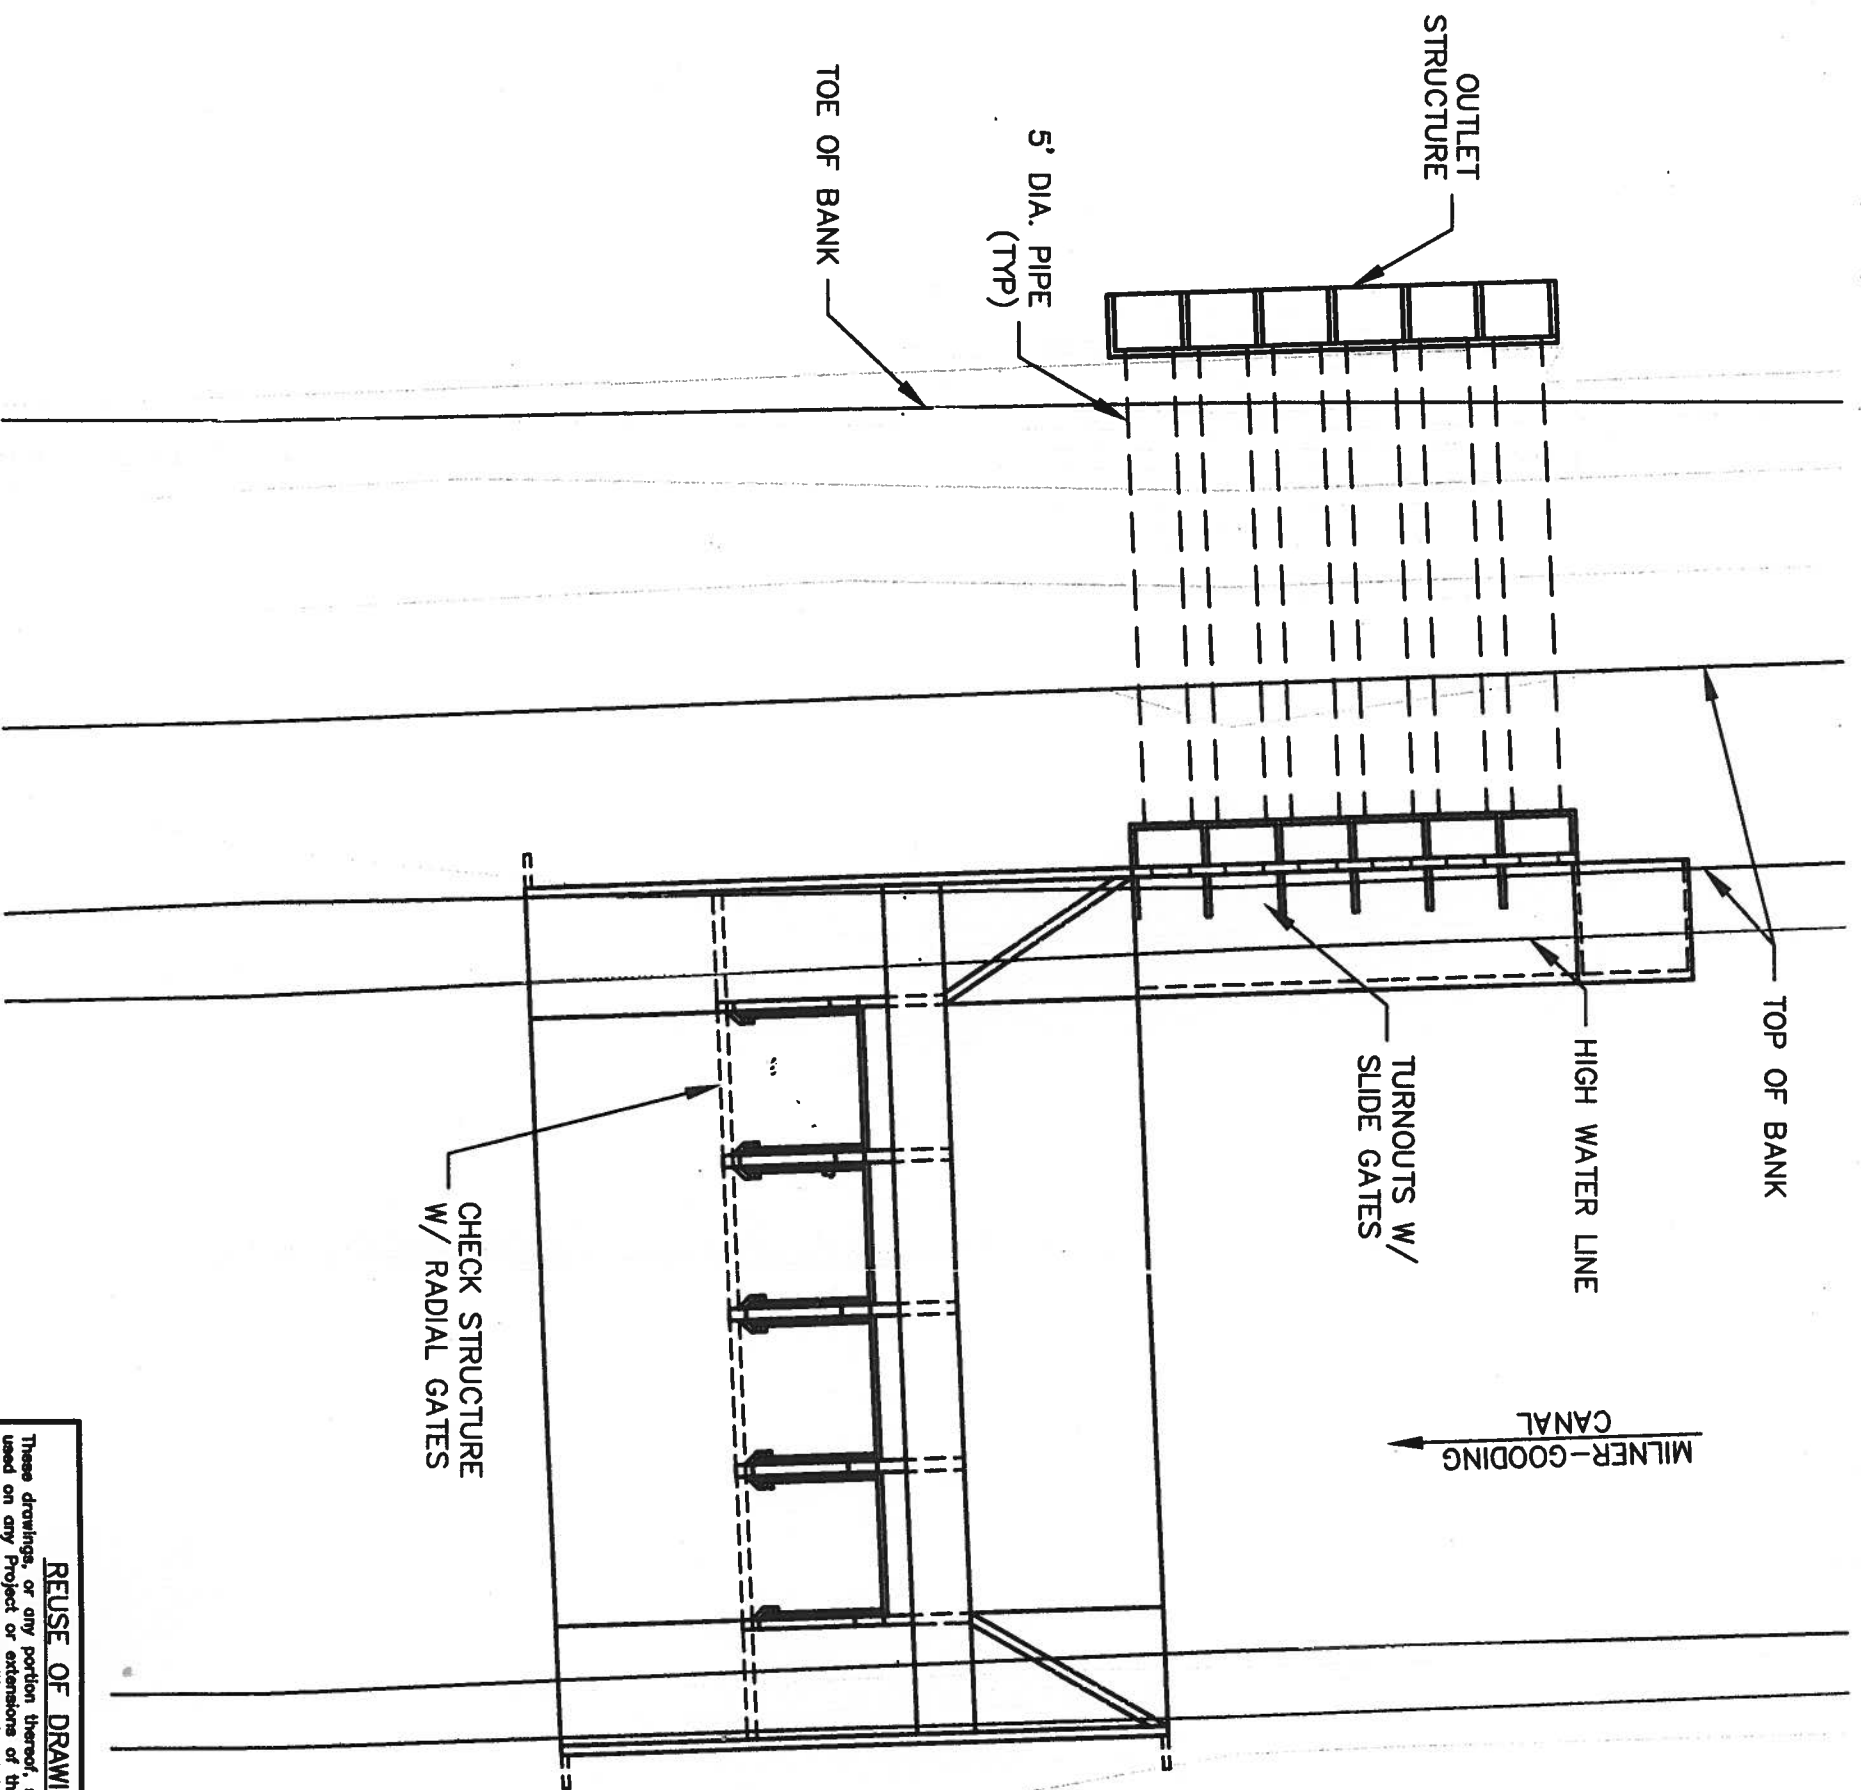 OUTLET
STRUCTURE
5' DIA. PIPE
(TYP)
TOE OF BANK
TOP OF BANK
HIGH WATER LINE
TURNOUTS W/
SLIDE GATES
CHECK STRUCTURE
W/ RADIAL GATES
MILNER-GOODING
CANAL
REUSE OF
These drawings, or any portion thereof,
used on any Project or extensions of